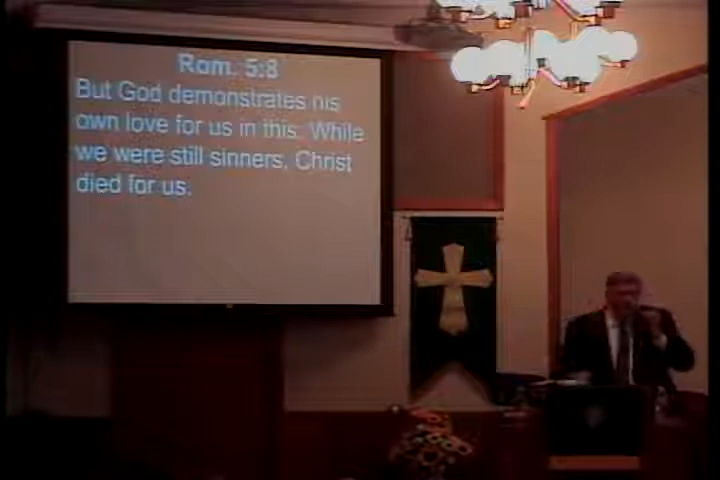 Rom. 5:8
But God demonstrates his
own love for us in this: While
we were still sinners, Christ
died for us.